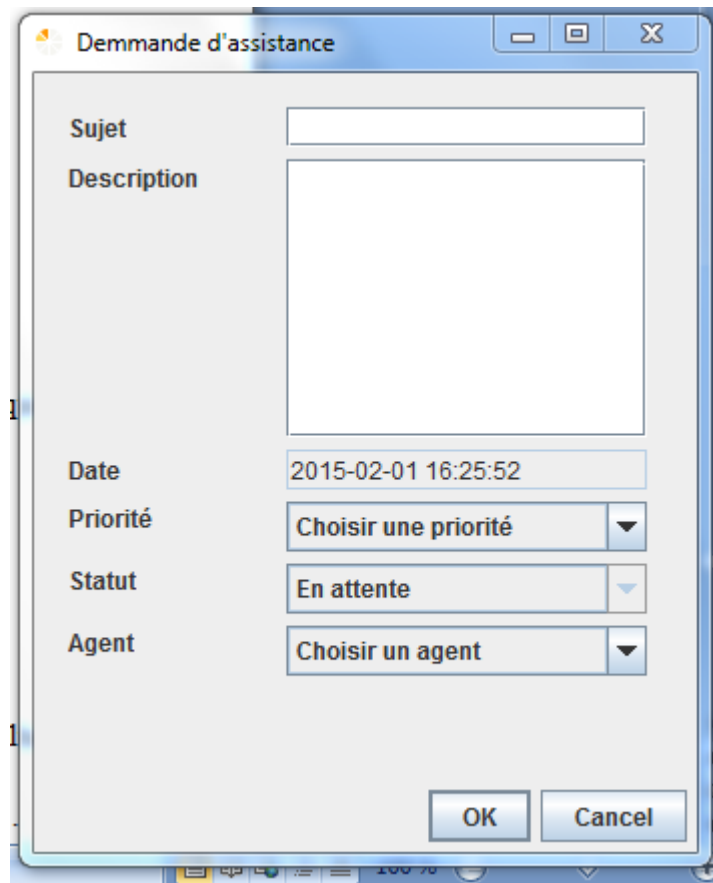 Demmande d'assistance
Sujet
Description
Date 2015-02-01 16:25:52
Priorité Choisir une priorité
Statut En attente
Agent Choisir un agent
OK Cancel